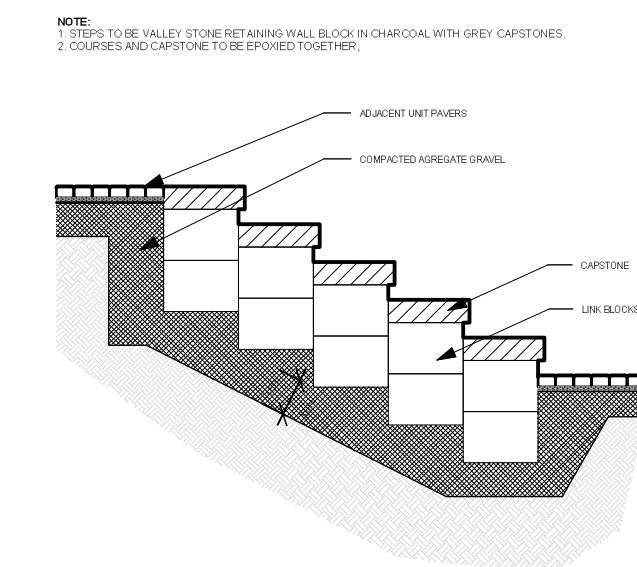 NOTE:
1. STEPS TO BE VALLEY STONE RETAINING WALL BLOCK IN CHARCOAL WITH GREY CAPSTONES.
2. COURSES AND CAPSTONE TO BE EPOXIED TOGETHER,
ADJACENT UNIT PAVERS
COMPACTED AGREGATE GRAVEL
CAPSTONE
LINK BLOCKS